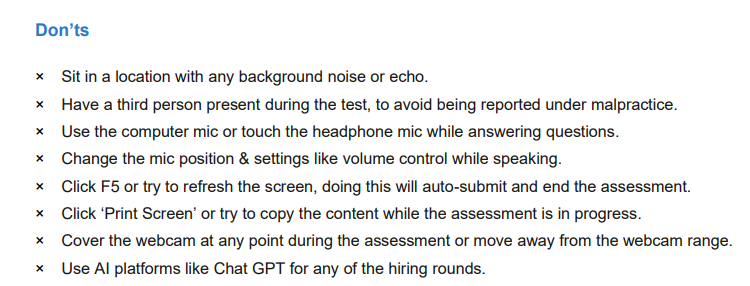 Don'ts
× Sit in a location with any background noise or echo.
× Have a third person present during the test, to avoid being reported under malpractice.
× Use the computer mic or touch the headphone mic while answering questions.
× Change the mic position & settings like volume control while speaking.
× Click F5 or try to refresh the screen, doing this will auto-submit and end the assessment.
× Click ‘Print Screen’ or try to copy the content while the assessment is in progress.
× Cover the webcam at any point during the assessment or move away from the webcam range.
× Use AI platforms like Chat GPT for any of the hiring rounds.